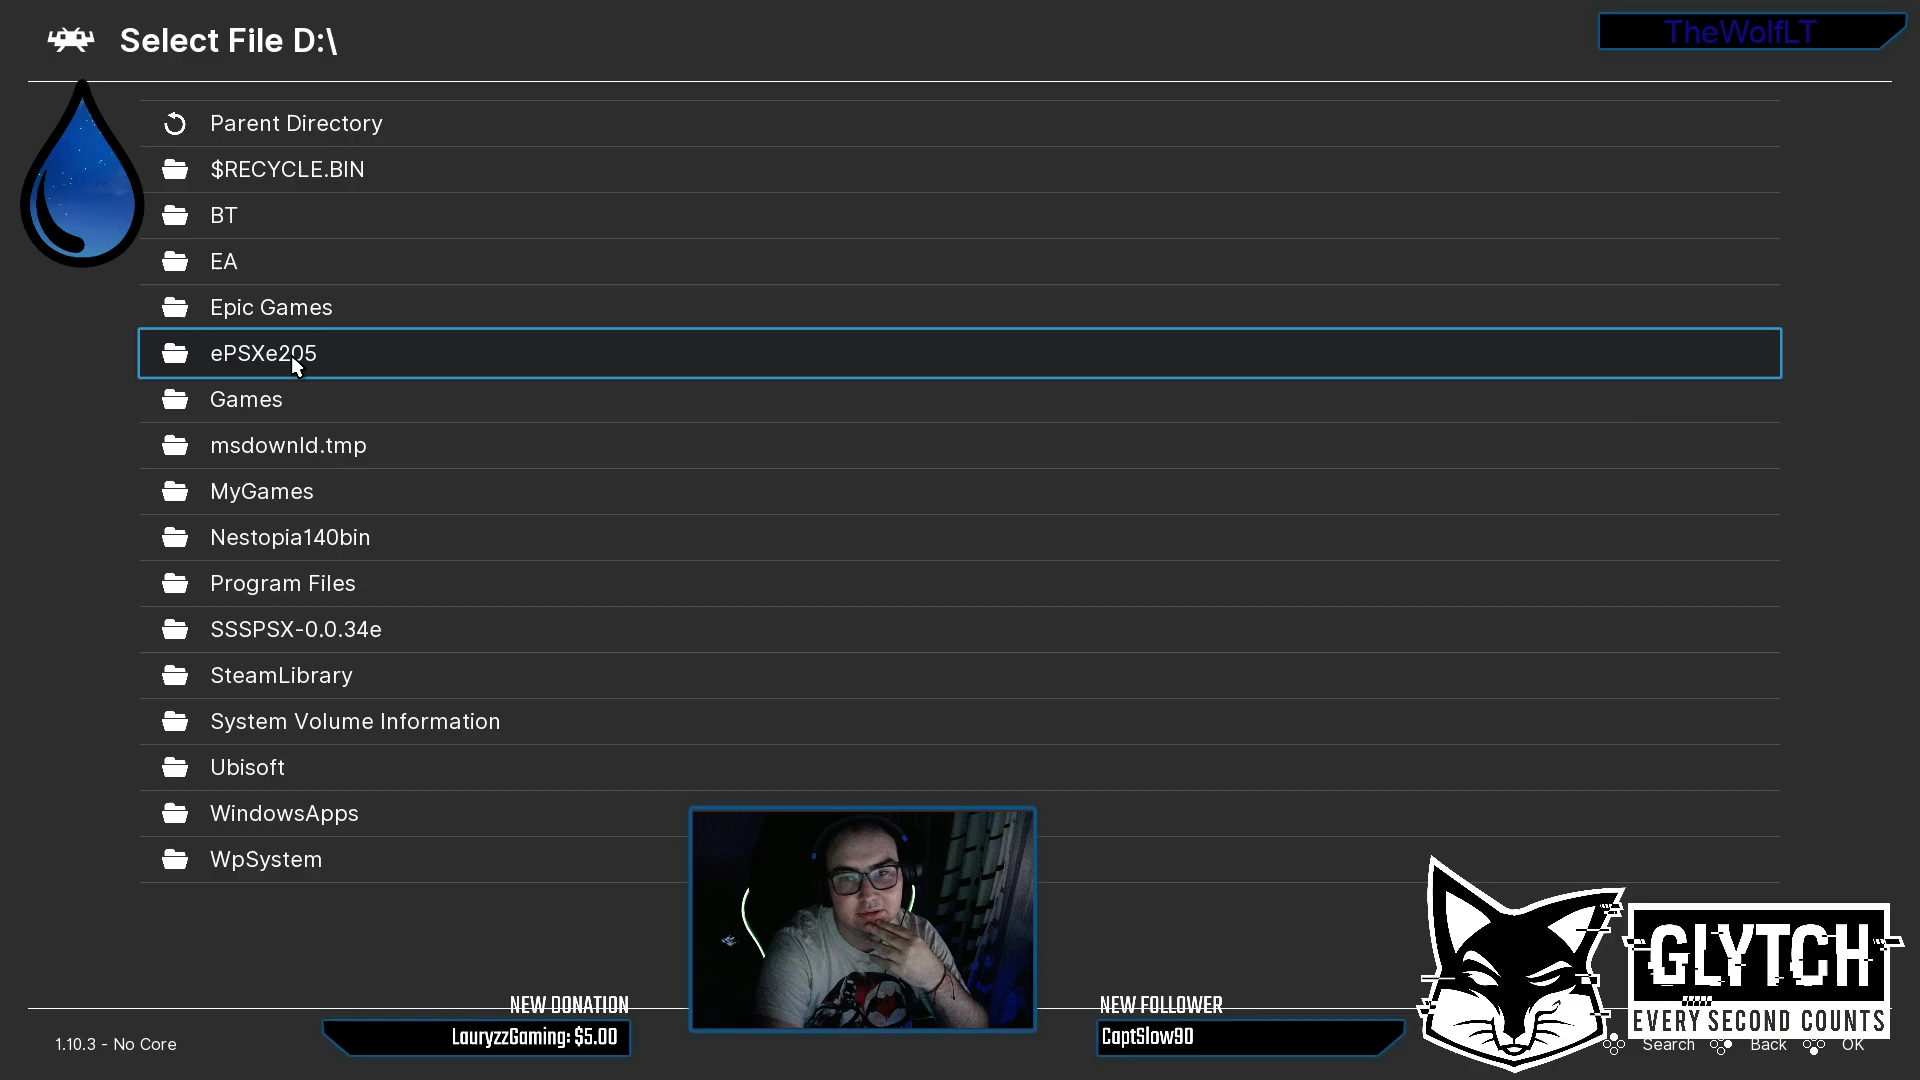 Select File D:\
TheWolfLT
Parent Directory
$RECYCLE.BIN
BT
EA
Epic Games
ePSXe205
Games
msdownld.tmp
MyGames
Nestopia140bin
Program Files
SSSPSX-0.0.34e
SteamLibrary
System Volume Information
Ubisoft
WindowsApps
WpSystem
NEW DONATION
LauryzzGaming: $5.00
NEW FOLLOWER
CaptSlow90
GLYTCH
EVERY SECOND COUNTS
1.10.3 - No Core
Search
Back
OK